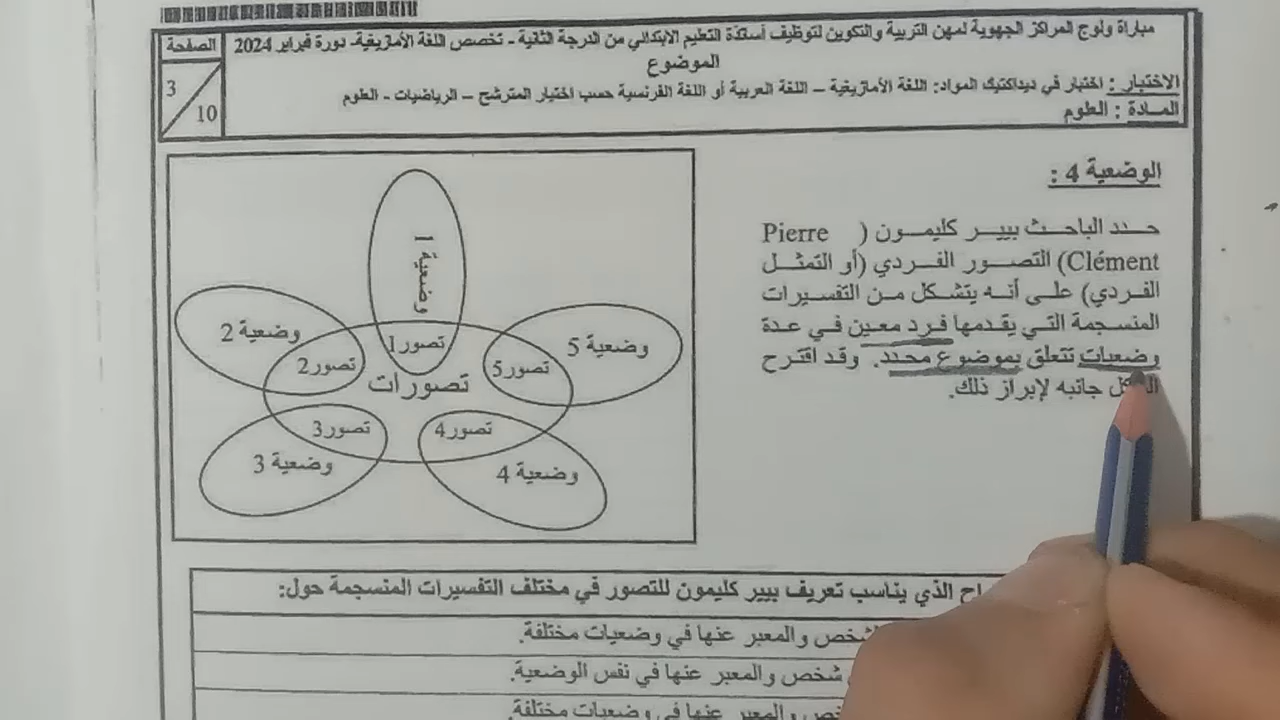 مباراة ولوج المراكز الجهوية لمهن التربية والتكوين لتوظيف أساتذة التعليم الابتدائي من الدرجة الثانية - تخصص اللغة الأمازيغية- دورة فبراير 2024
الموضوع
الاختبار : اختبار في ديداكتيك المواد: اللغة الأمازيغية – اللغة العربية أو اللغة الفرنسية حسب اختيار المترشح – الرياضيات - العلوم
المادة : العلوم
الصفحة
3
10
الوضعية 4 :
حدد الباحث بيير كليمون (Pierre
Clément) التصور الفردي (أو التمثل
الفردي) على أنه يتشكل من التفسيرات
المنسجمة التي يقدمها فرد معين في عدة
وضعيات تتعلق بموضوع محدد. وقد اقترح
جانبه لإبراز ذلك.
وضعية 1
تصور1
وضعية 2
تصور2
وضعية 5
تصور5
تصورات
تصور3
وضعية 3
تصور4
وضعية 4
الذي يناسب تعريف بيير كليمون للتصور في مختلف التفسيرات المنسجمة حول:
والمعبر عنها في وضعيات مختلفة.
شخص والمعبر عنها في نفس الوضعية.
والمعبر عنها في وضعيات مختلفة.